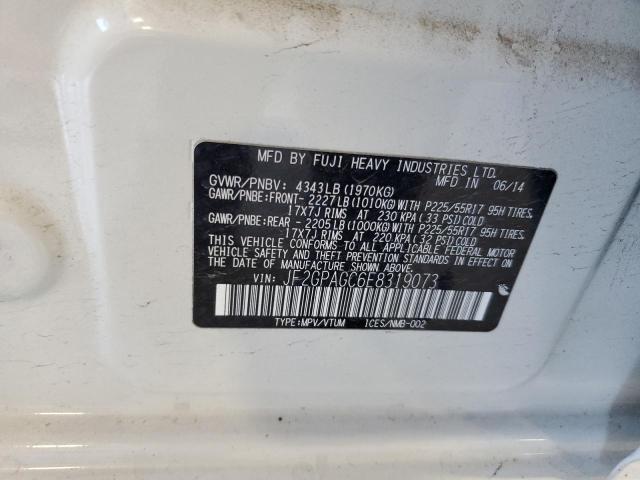 MFD BY FUJI HEAVY INDUSTRIES LTD.
MFD IN 06/14
GVWR/PNBV: 4343LB(1970KG)
GAWR/PNBE:FRONT- 2227LB(1010KG)WITH P225/55R17 95H TIRES,
17X7J RIMS AT 230 KPA(33 PSI)COLD
GAWR/PNBE:REAR -2205LB(1000KG)WITH P225/55R17 95H TIRES,
17X7J RIMS AT 220 KPA(32 PSI)COLD
THIS VEHICLE CONFORMS TO ALL APPLICABLE FEDERAL MOTOR
VEHICLE SAFETY STANDARDS IN EFFECT ON THE DATE OF
MANUFACTURE SHOWN ABOVE.
VIN: JF2GPAGC6E8319073
TYPE:MPV/VTUM ICES/NMB-002